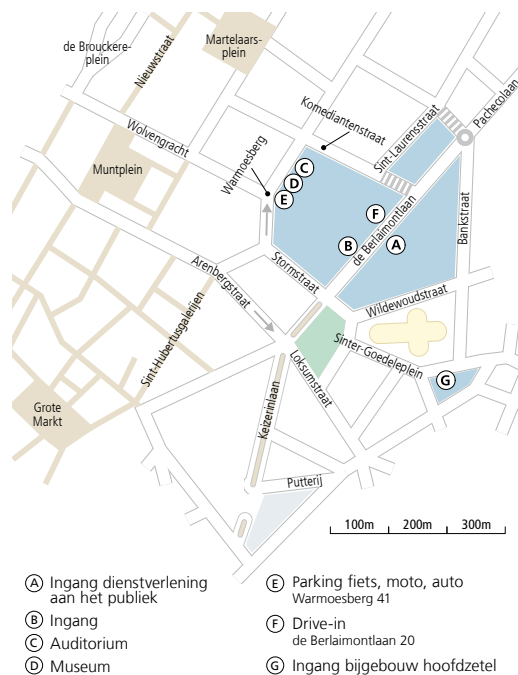 de Brouckere-
plein
Nieuwstraat
Martelaars-
plein
Wolvengracht
Muntplein
Warmoesberg
Komediantenstraat
Sint-Laurensstraat
Pachecolaan
C
D
E
F
B
A
de Berlaimontlaan
Bankstraat
Stormstraat
Arenbergstraat
Wildewoudstraat
Sint-Hubertusgalerijen
Sinter-Goedeleplein
Loksumstraat
G
Grote
Markt
Keizerinlaan
Putterij
100m 200m 300m
A Ingang dienstverlening
aan het publiek
B Ingang
C Auditorium
D Museum
E Parking fiets, moto, auto
Warmoesberg 41
F Drive-in
de Berlaimontlaan 20
G Ingang bijgebouw hoofdzetel